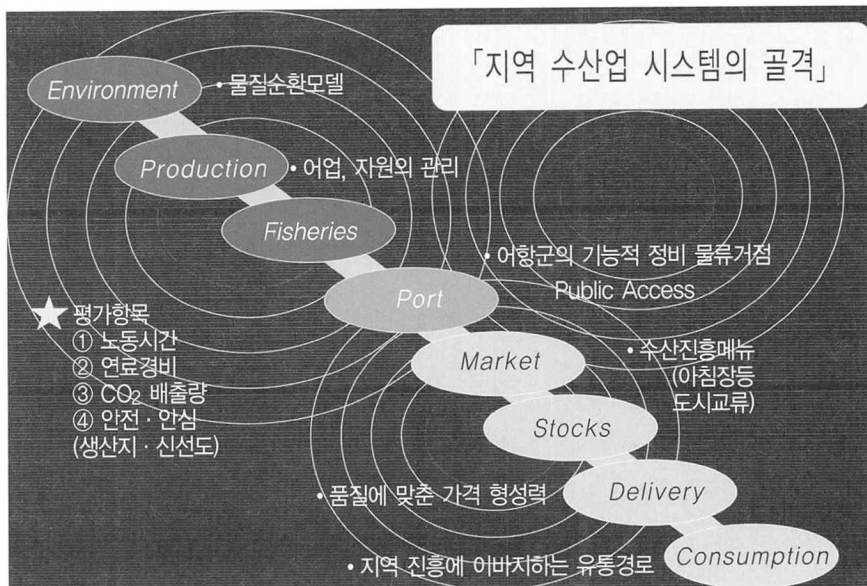 「지역 수산업 시스템의 골격」
Environment
• 물질순환모델
Production
• 어업, 자원의 관리
Fisheries
• 어항군의 기능적 정비 물류거점
Public Access
Port
★ 평가항목
① 노동시간
② 연료경비
③ CO₂ 배출량
④ 안전 · 안심
(생산지 · 신선도)
Market
• 수산진흥메뉴
(아침장등
도시교류)
Stocks
• 품질에 맞춘 가격 형성력
Delivery
• 지역 진흥에 이바지하는 유통경로
Consumption